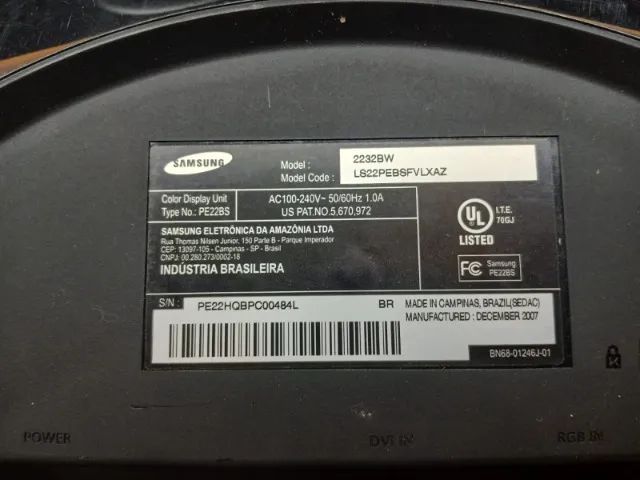 SAMSUNG
Model : 2232BW
Model Code : LS22PEBSFVLXAZ
Color Display Unit
Type No.: PE22BS
AC100-240V~ 50/60Hz 1.0A
US PAT.NO.5,670,972
SAMSUNG ELETRÔNICA DA AMAZÔNIA LTDA
Rua Thomas Nilsen Junior, 150 Parte B - Parque Imperador
CEP: 13097-105 - Campinas - SP - Brasil
CNPJ: 00.280.273/0002-18
INDÚSTRIA BRASILEIRA
UL
LISTED
I.T.E.
70GJ
FC Samsung
PE22BS
S/N : PE22HQBPC00484L BR
MADE IN CAMPINAS, BRAZIL(SEDAC)
MANUFACTURED : DECEMBER 2007
BN68-01246J-01
POWER
DVI IN
RGB IN